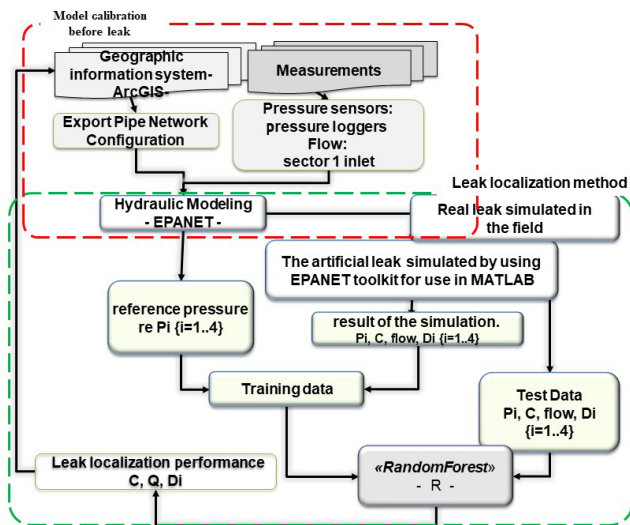 Model calibration
before leak
Geographic
information system-
ArcGIS-
Measurements
Export Pipe Network
Configuration
Pressure sensors:
pressure loggers
Flow:
sector 1 inlet
Leak localization method
Hydraulic Modeling
- EPANET -
Real leak simulated in
the field
The artificial leak simulated by using
EPANET toolkit for use in MATLAB
reference pressure
re Pi {i=1..4}
result of the simulation.
Pi, C, flow, Di {i=1..4}
Training data
Test Data
Pi, C, flow, Di
{i=1..4}
Leak localization performance
C, Q, Di
«RandomForest»
- R -